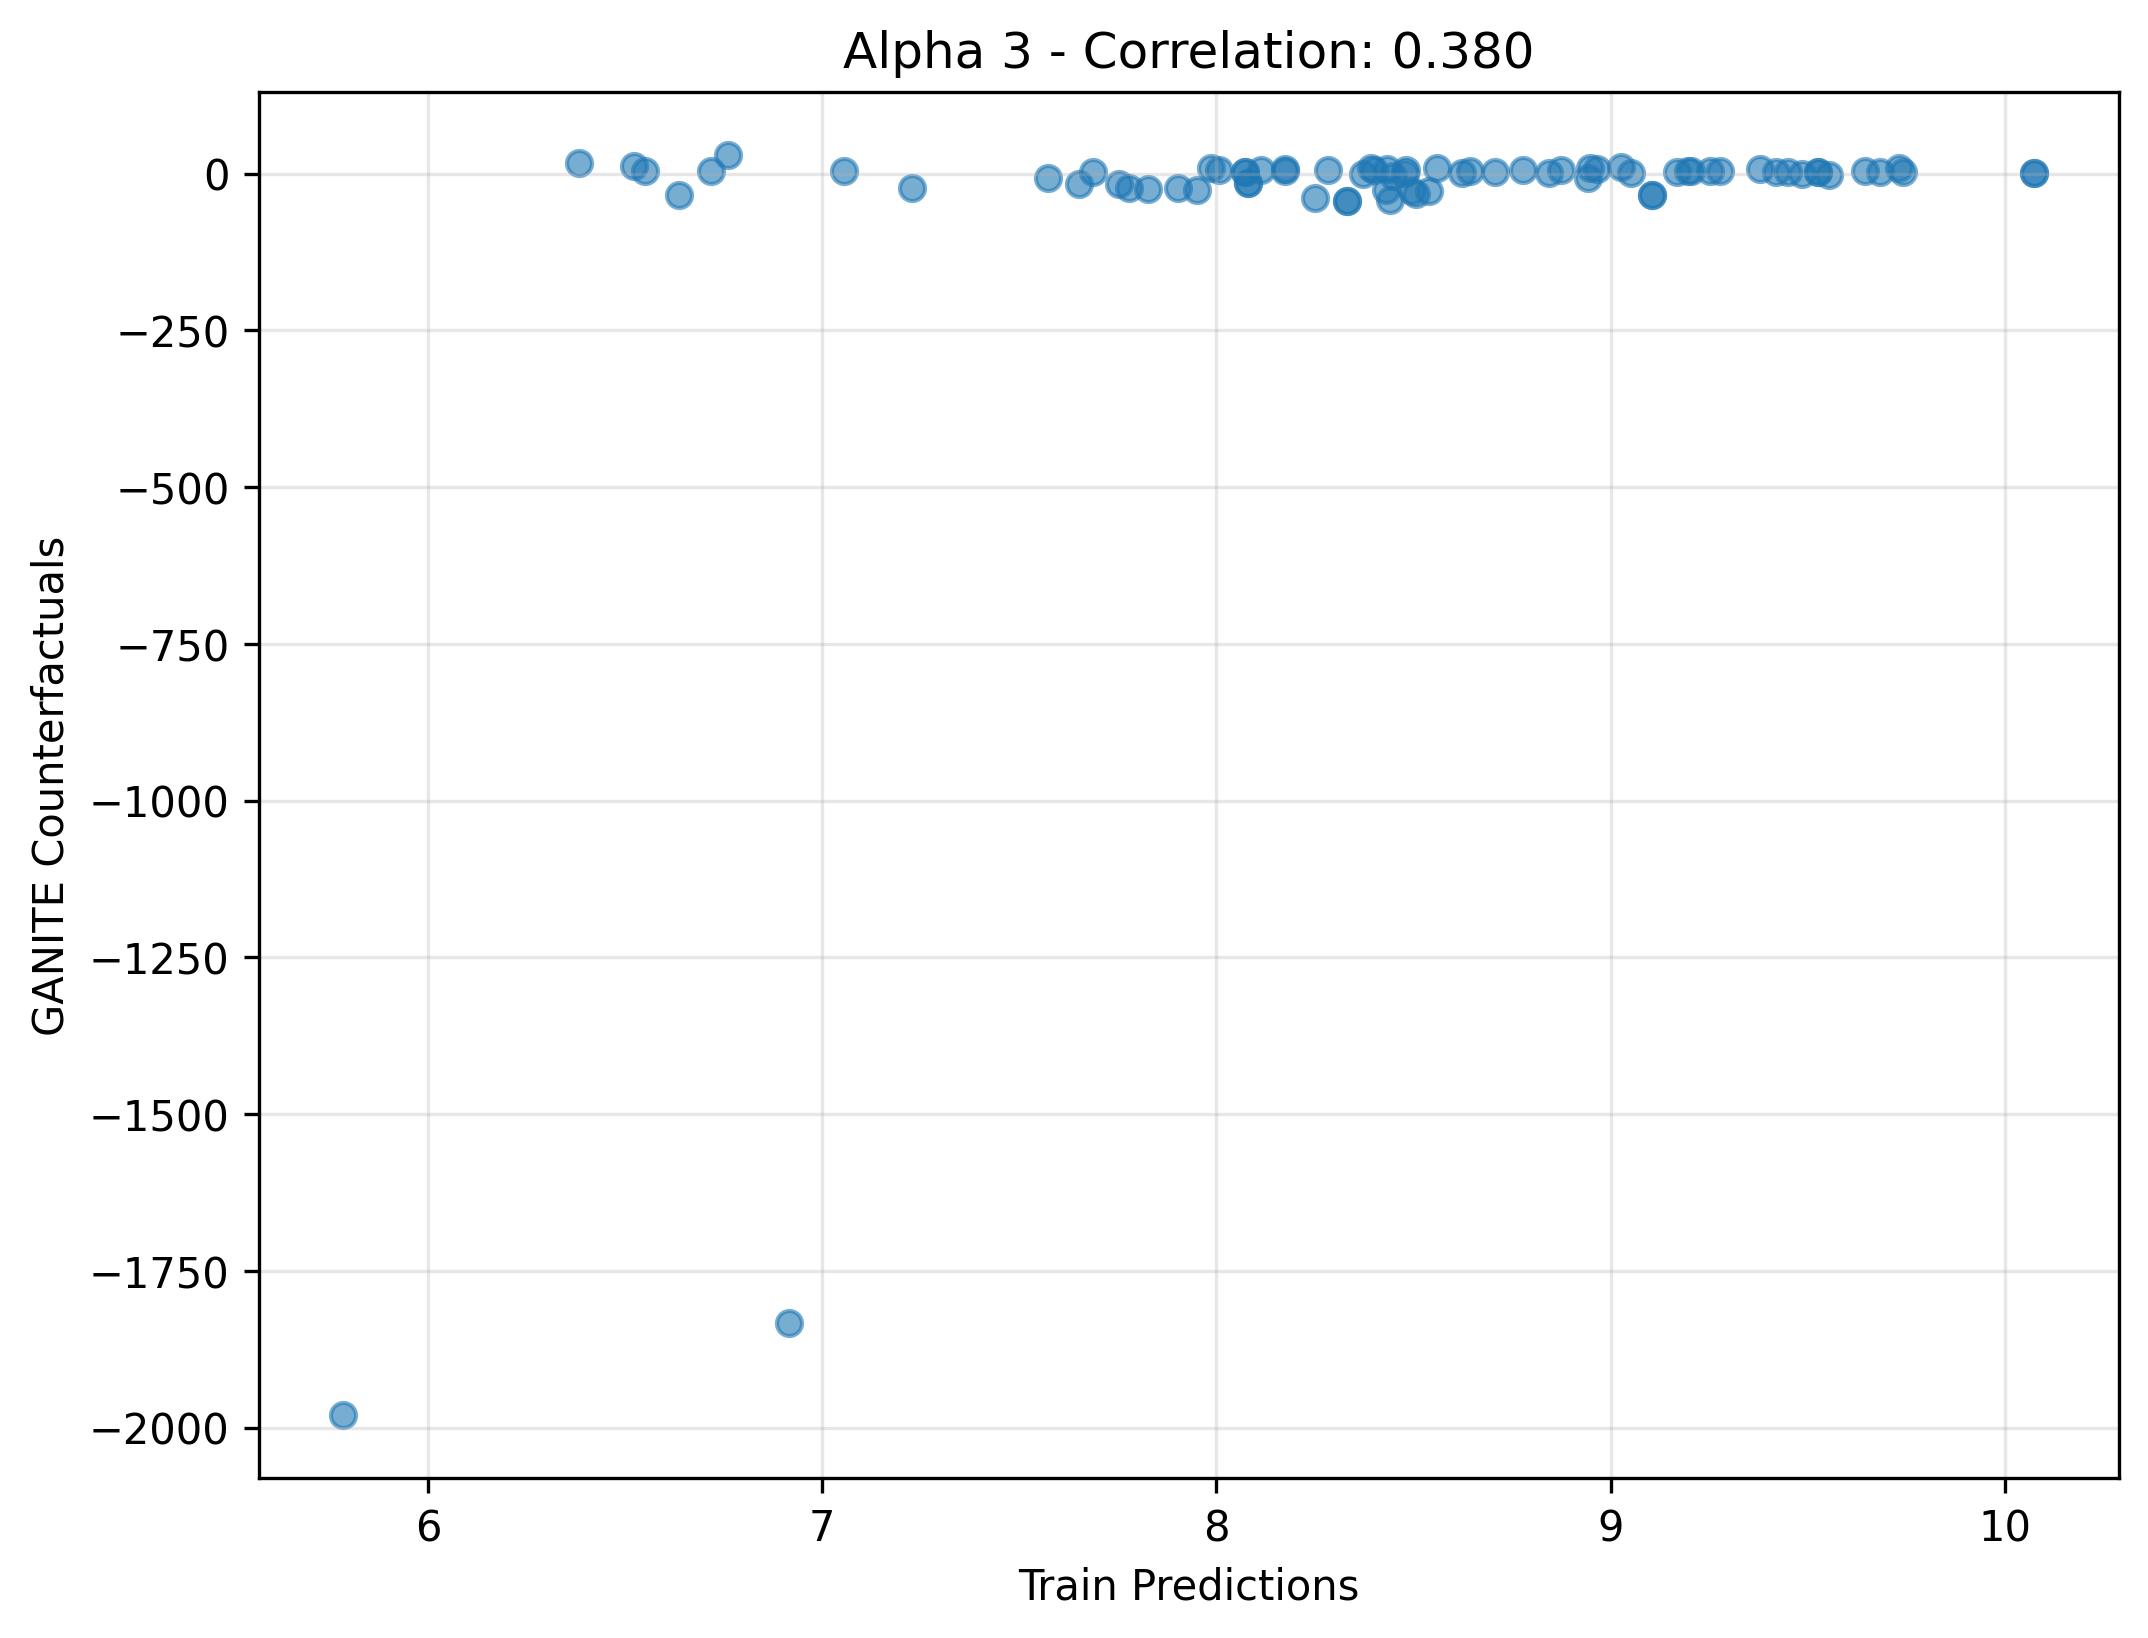 Alpha 3 - Correlation: 0.380
0
−250
−500
−750
−1000
−1250
−1500
−1750
−2000
GANITE Counterfactuals
6 7 8 9 10
Train Predictions